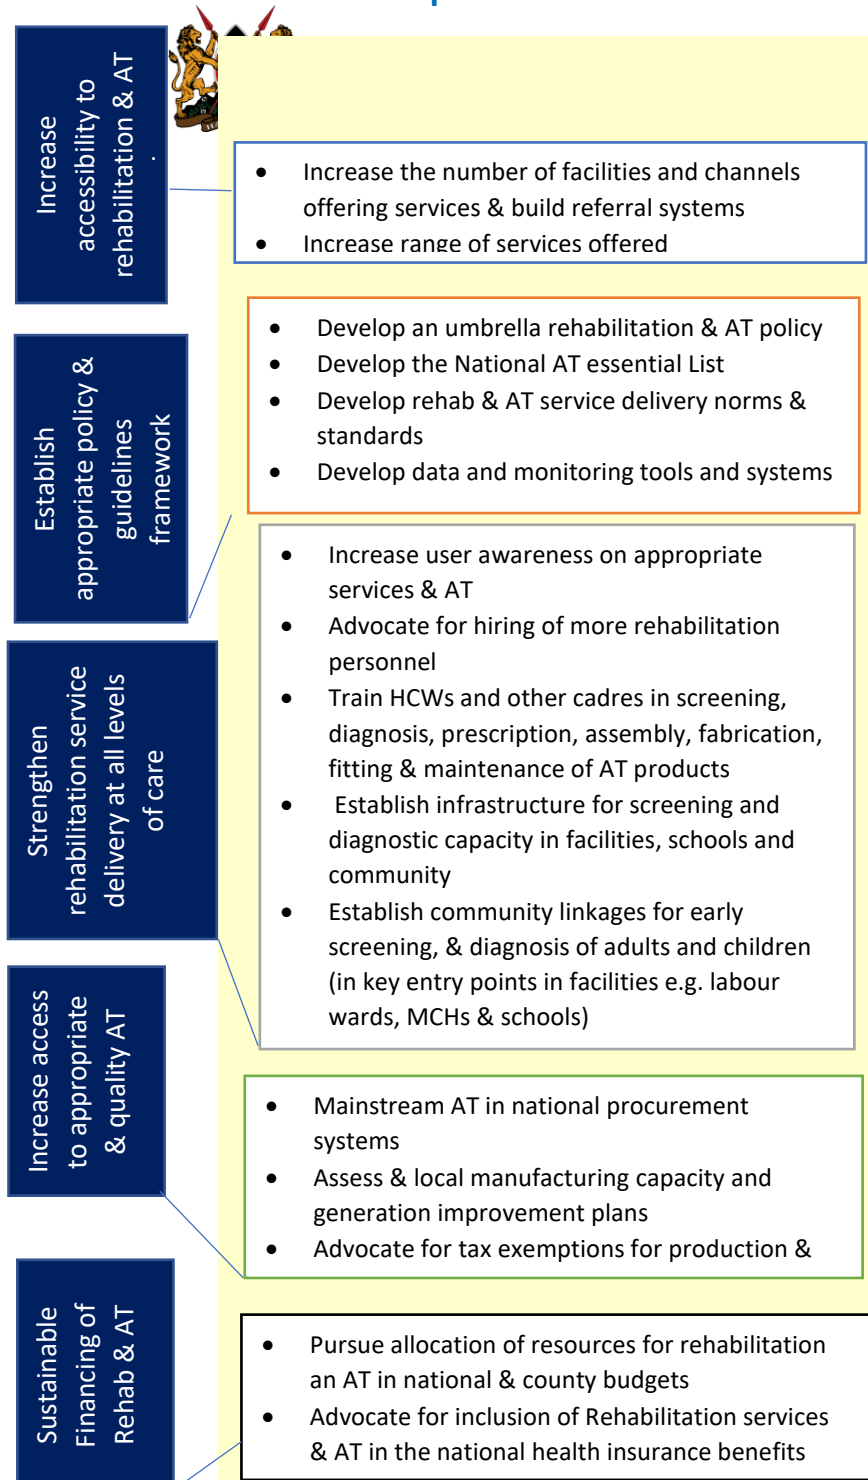 Increase
accessibility to
rehabilitation & AT
.
• Increase the number of facilities and channels
offering services & build referral systems
• Increase range of services offered
Establish
appropriate policy &
guidelines
framework
• Develop an umbrella rehabilitation & AT policy
• Develop the National AT essential List
• Develop rehab & AT service delivery norms &
standards
• Develop data and monitoring tools and systems
Strengthen
rehabilitation service
delivery at all levels
of care
• Increase user awareness on appropriate
services & AT
• Advocate for hiring of more rehabilitation
personnel
• Train HCWs and other cadres in screening,
diagnosis, prescription, assembly, fabrication,
fitting & maintenance of AT products
• Establish infrastructure for screening and
diagnostic capacity in facilities, schools and
community
• Establish community linkages for early
screening, & diagnosis of adults and children
(in key entry points in facilities e.g. labour
wards, MCHs & schools)
Increase access
to appropriate
& quality AT
• Mainstream AT in national procurement
systems
• Assess & local manufacturing capacity and
generation improvement plans
• Advocate for tax exemptions for production &
Sustainable
Financing of
Rehab & AT
• Pursue allocation of resources for rehabilitation
an AT in national & county budgets
• Advocate for inclusion of Rehabilitation services
& AT in the national health insurance benefits